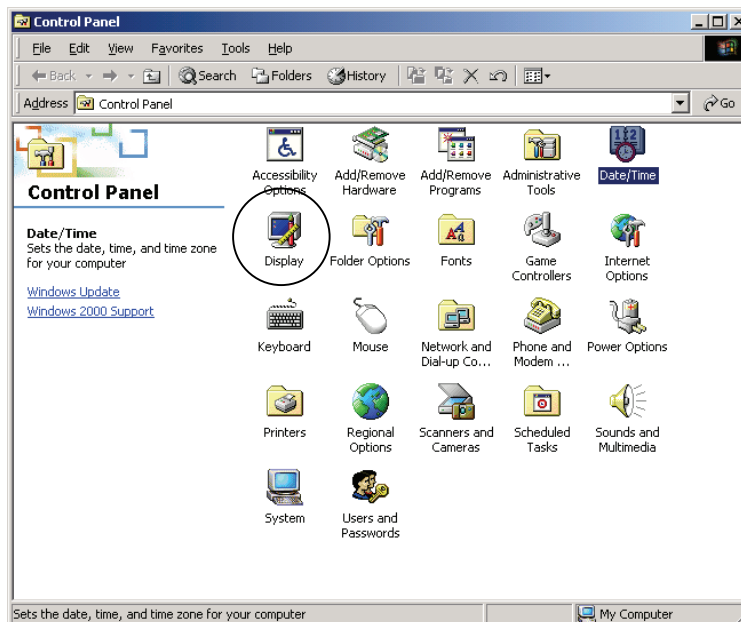 Control Panel
File Edit View Favorites Tools Help
Back Search Folders History
Address Control Panel Go
Control Panel
Date/Time
Sets the date, time, and time zone
for your computer
Windows Update
Windows 2000 Support
Accessibility
Options
Add/Remove
Hardware
Add/Remove
Programs
Administrative
Tools
Date/Time
Display
Folder Options
Fonts
Game
Controllers
Internet
Options
Keyboard
Mouse
Network and
Dial-up Co...
Phone and
Modem ...
Power Options
Printers
Regional
Options
Scanners and
Cameras
Scheduled
Tasks
Sounds and
Multimedia
System
Users and
Passwords
Sets the date, time, and time zone for your computer
My Computer